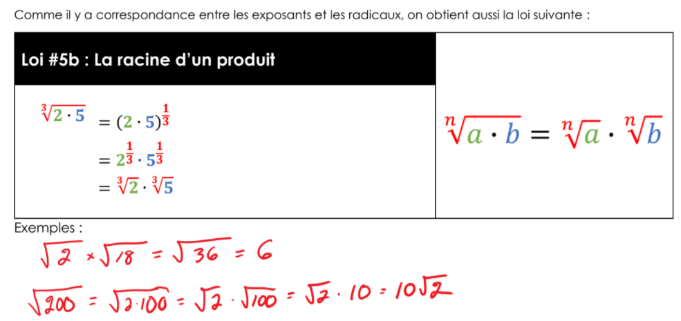 Comme il y a correspondance entre les exposants et les radicaux, on obtient aussi la loi suivante :
Loi #5b : La racine d'un produit
∛(2 · 5) = (2 · 5)^(1/3)
= 2^(1/3) · 5^(1/3)
= ∛2 · ∛5
ⁿ√(a · b) = ⁿ√a · ⁿ√b
Exemples :
√2 × √18 = √36 = 6
√200 = √(2·100) = √2 · √100 = √2 · 10 = 10√2